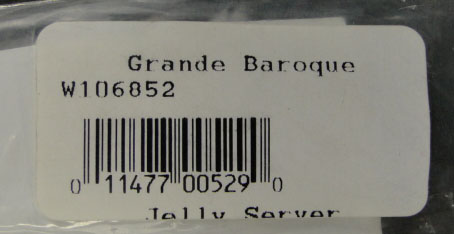 Grande Baroque
W106852
0 11477 00529 0
Jelly Server